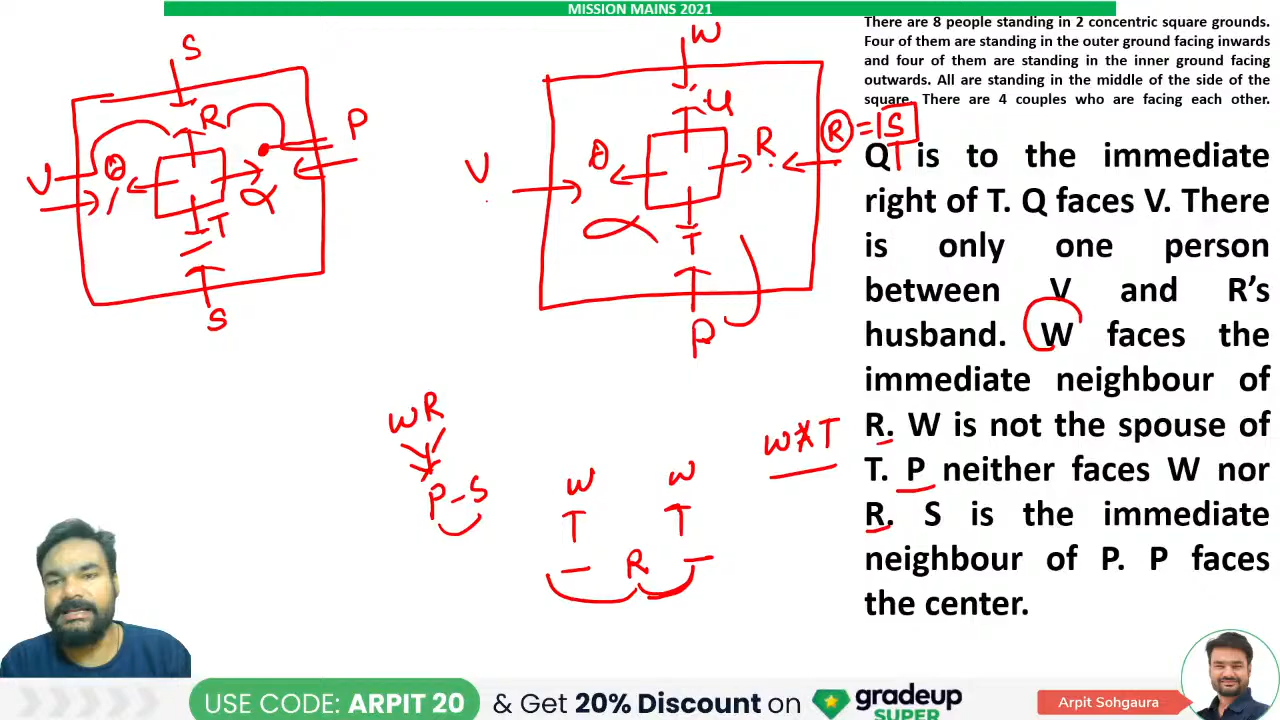 MISSION MAINS 2021
There are 8 people standing in 2 concentric square grounds.
Four of them are standing in the outer ground facing inwards
and four of them are standing in the inner ground facing
outwards. All are standing in the middle of the side of the
square. There are 4 couples who are facing each other.
QT is to the immediate
right of T. Q faces V. There
is only one person
between V and R's
husband. W faces the
immediate neighbour of
R. W is not the spouse of
T. P neither faces W nor
R. S is the immediate
neighbour of P. P faces
the center.
S
R
P
V
Q
T
S
W
U
R
V
Q
T
P
R = S
W R
P - S
W W
T T
— R —
W T
USE CODE: ARPIT 20 & Get 20% Discount on gradeup
SUPER
Arpit Sohgaura